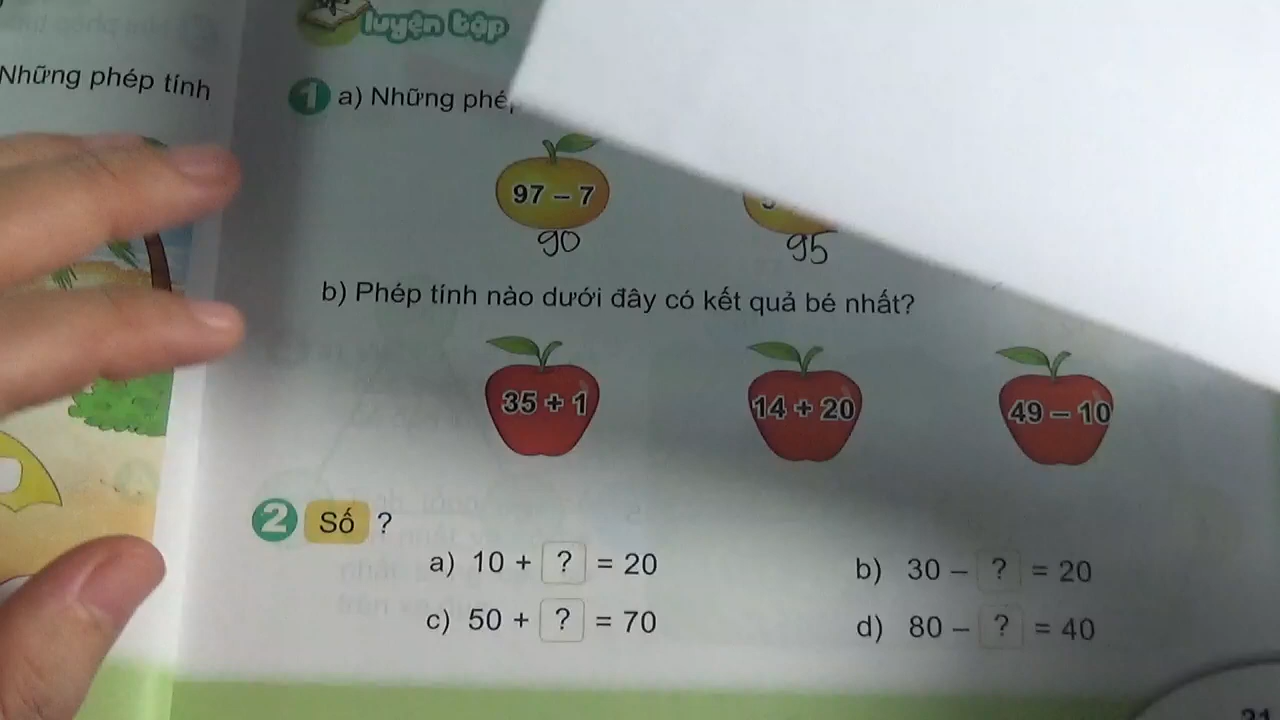 luyện tập
Những phép tính
1 a) Những
97 – 7
90 95
b) Phép tính nào dưới đây có kết quả bé nhất?
35 + 1 14 + 20 49 – 10
2 Số ?
a) 10 + ? = 20 b) 30 – ? = 20
c) 50 + ? = 70 d) 80 – ? = 40